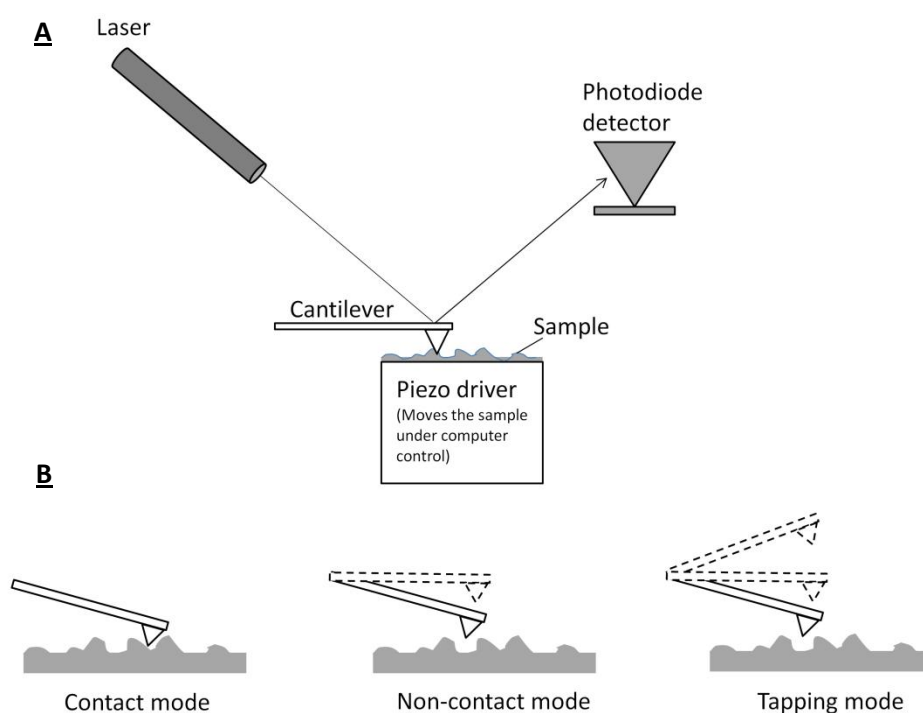 A
Laser
Photodiode
detector
Cantilever
Sample
Piezo driver
(Moves the sample
under computer
control)
B
Contact mode
Non-contact mode
Tapping mode